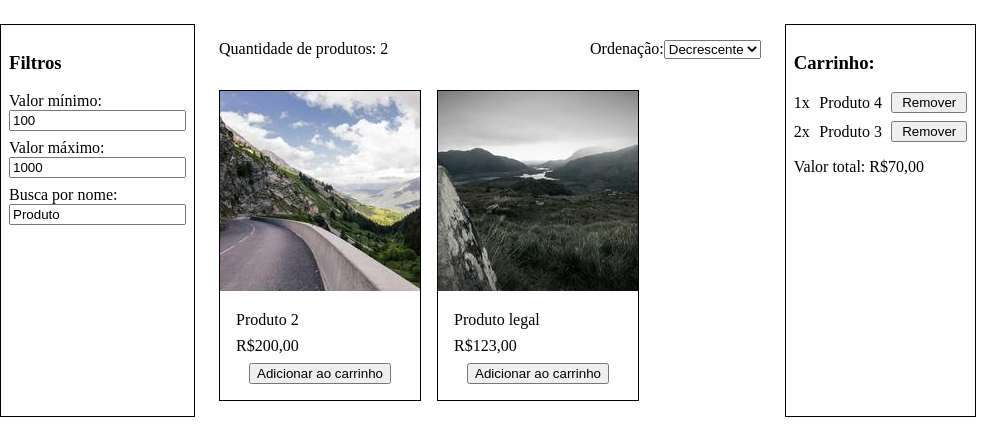 Filtros
Valor mínimo:
100
Valor máximo:
1000
Busca por nome:
Produto
Quantidade de produtos: 2
Ordenação: Decrescente
Produto 2
R$200,00
Adicionar ao carrinho
Produto legal
R$123,00
Adicionar ao carrinho
Carrinho:
1x Produto 4 Remover
2x Produto 3 Remover
Valor total: R$70,00